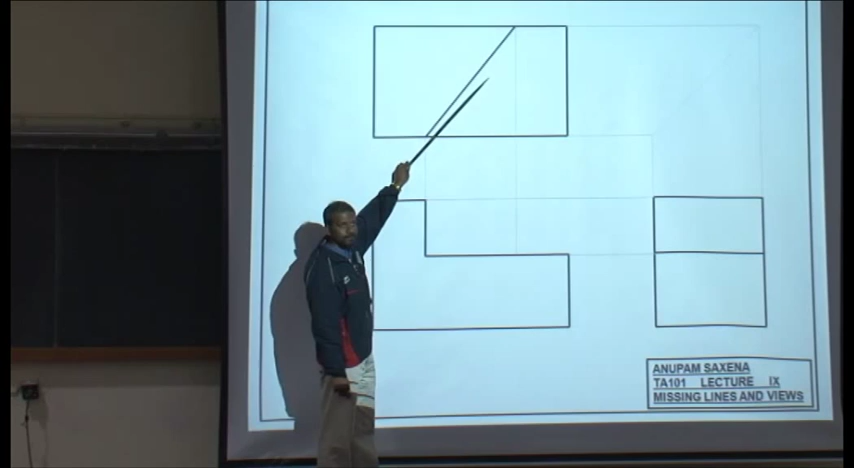 ANUPAM SAXENA
TA101 LECTURE IX
MISSING LINES AND VIEWS